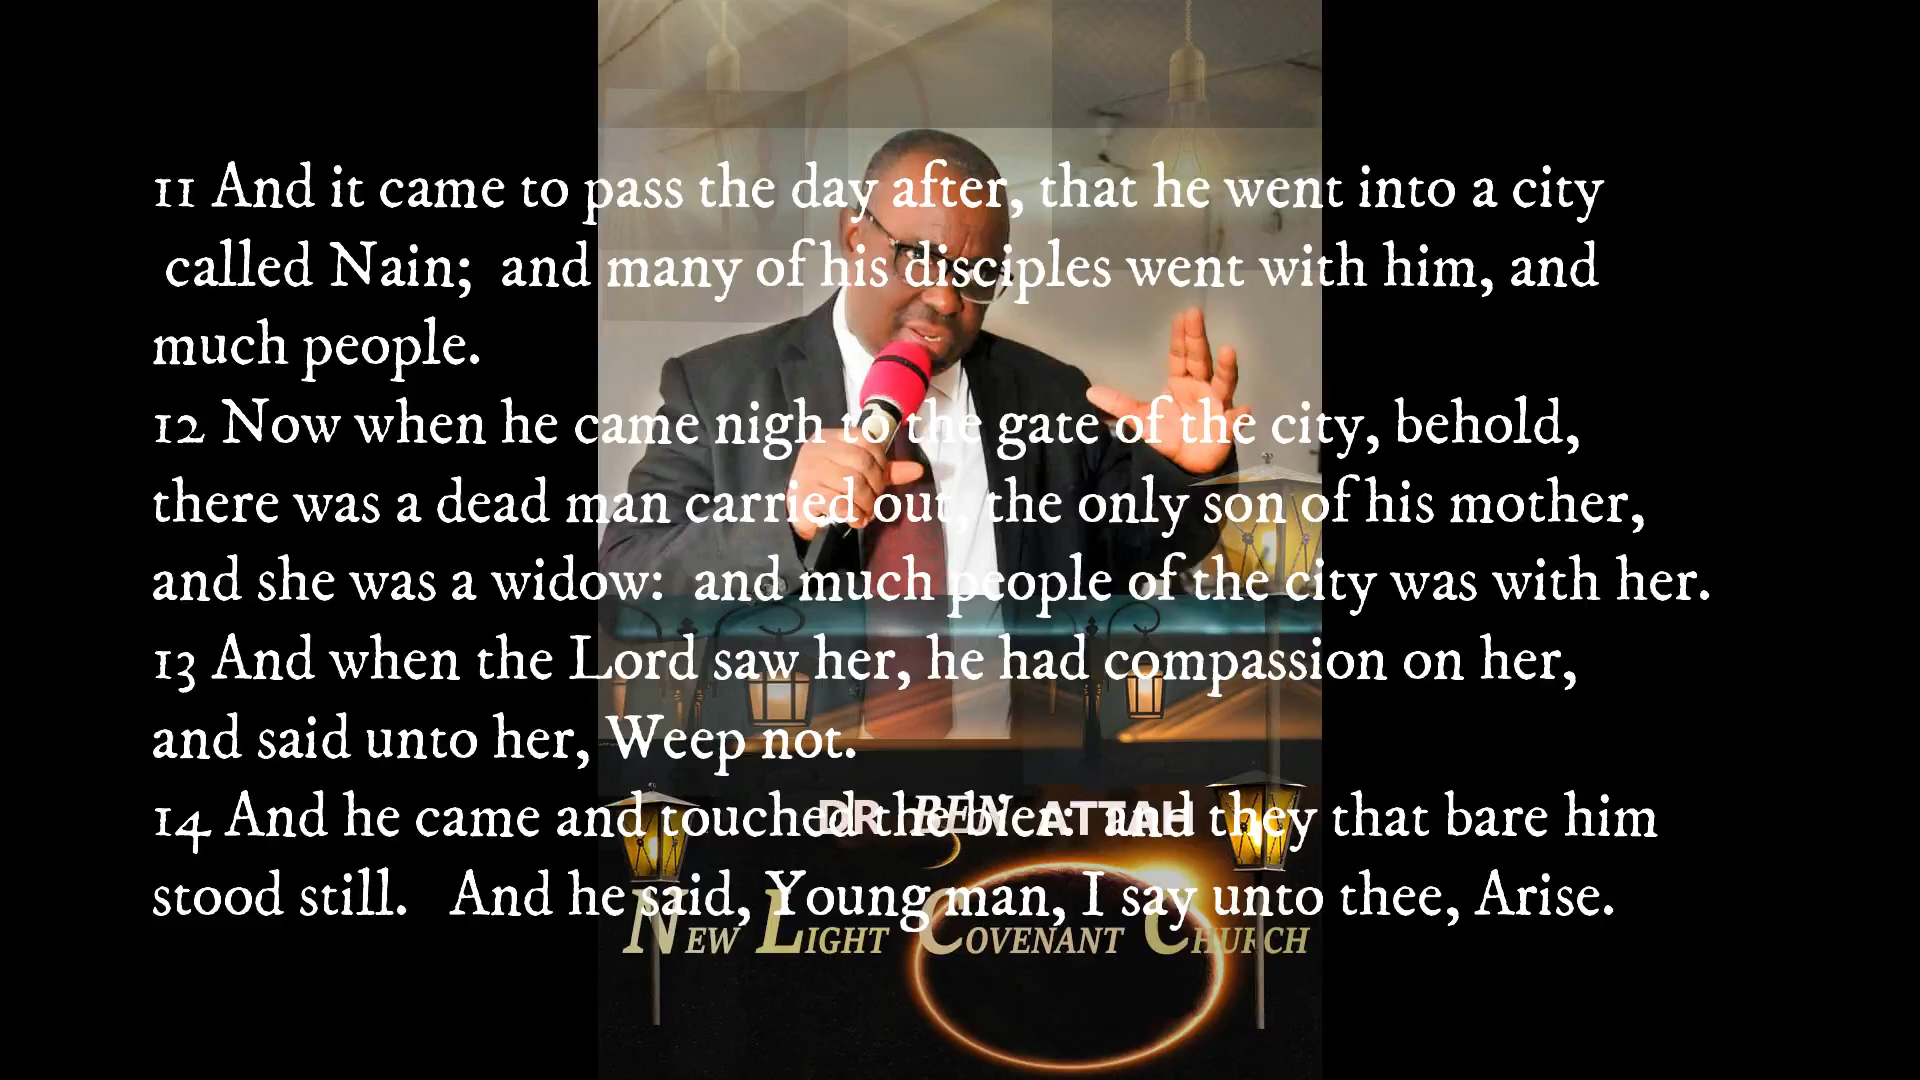 11 And it came to pass the day after, that he went into a city
called Nain; and many of his disciples went with him, and
much people.
12 Now when he came nigh to the gate of the city, behold,
there was a dead man carried out, the only son of his mother,
and she was a widow: and much people of the city was with her.
13 And when the Lord saw her, he had compassion on her,
and said unto her, Weep not.
14 And he came and touched the bier: and they that bare him
stood still. And he said, Young man, I say unto thee, Arise.
DR BEN ATTAH
NEW LIGHT COVENANT CHURCH